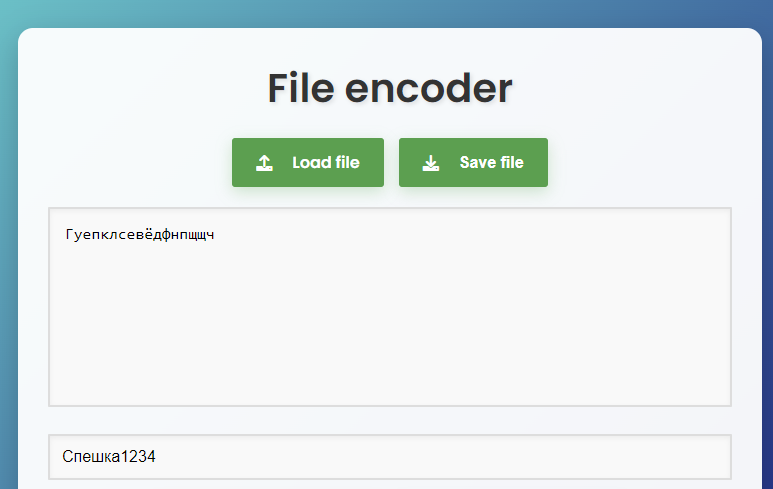 File encoder
Load file
Save file
Гуепклсевёдфнпщщч
Спешка1234